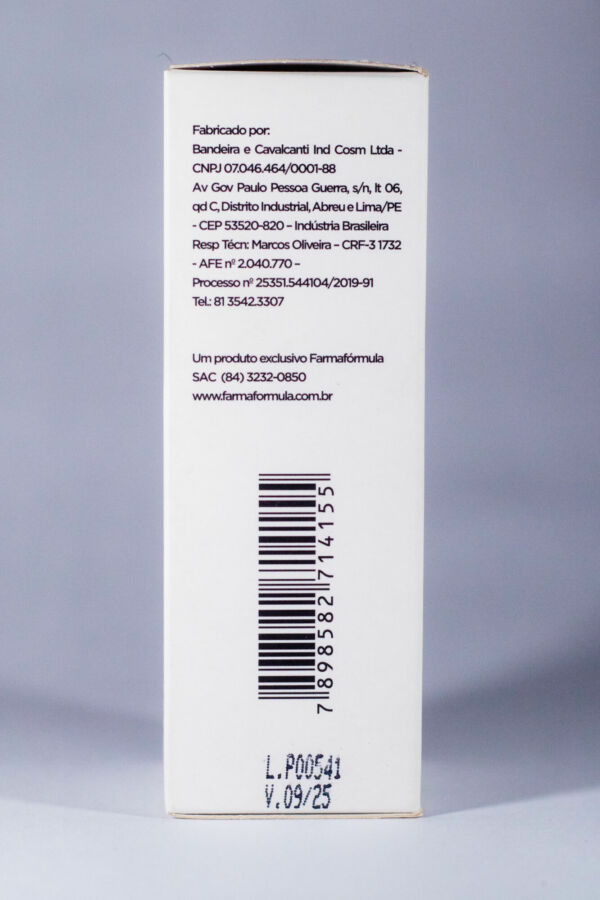 Fabricado por:
Bandeira e Cavalcanti Ind Cosm Ltda -
CNPJ 07.046.464/0001-88
Av Gov Paulo Pessoa Guerra, s/n, lt 06,
qd C, Distrito Industrial, Abreu e Lima/PE
- CEP 53520-820 – Indústria Brasileira
Resp Técn: Marcos Oliveira – CRF-3 1732
- AFE nº 2.040.770 –
Processo nº 25351.544104/2019-91
Tel.: 81 3542.3307
Um produto exclusivo Farmafórmula
SAC (84) 3232-0850
www.farmaformula.com.br
7 898582 714155
L.P00541
V.09/25